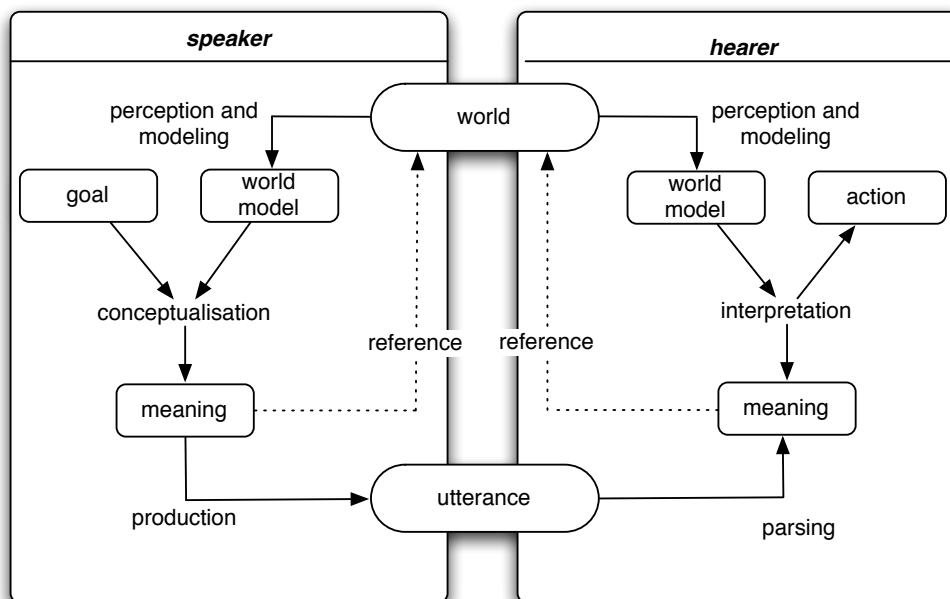 speaker
hearer
world
perception and
modeling
perception and
modeling
goal
world
model
world
model
action
conceptualisation
interpretation
reference
reference
meaning
meaning
utterance
production
parsing